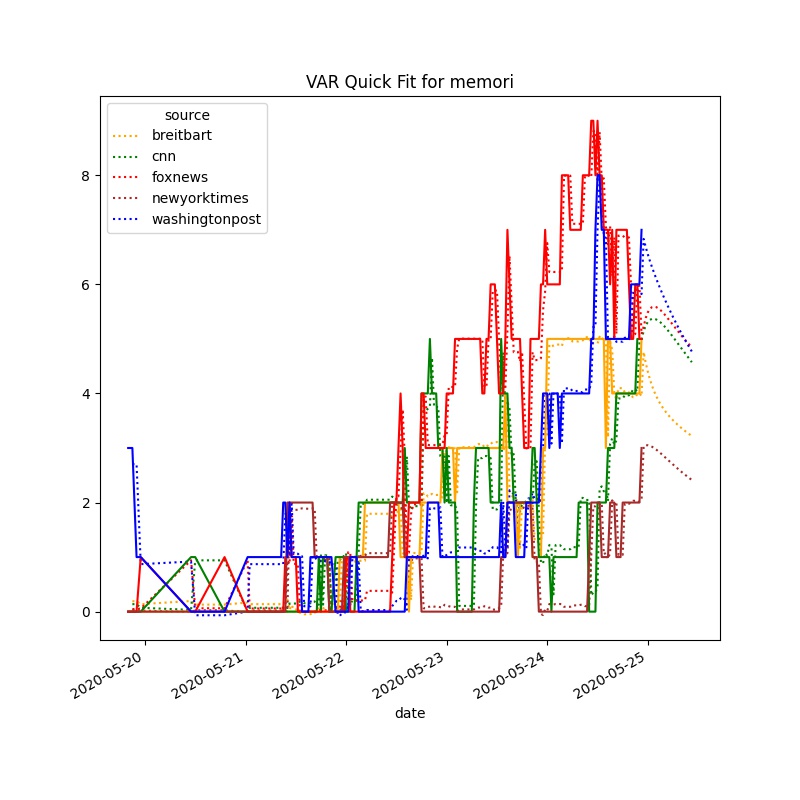 VAR Quick Fit for memori
source
breitbart
cnn
foxnews
newyorktimes
washingtonpost
8
6
4
2
0
2020-05-20
2020-05-21
2020-05-22
2020-05-23
2020-05-24
2020-05-25
date